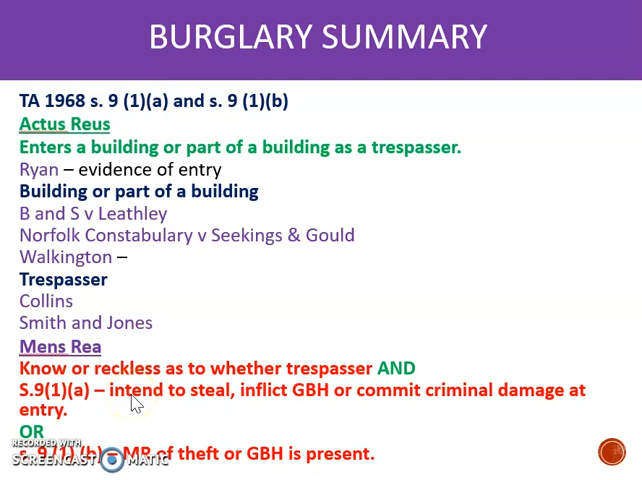 BURGLARY SUMMARY
TA 1968 s. 9 (1)(a) and s. 9 (1)(b)
Actus Reus
Enters a building or part of a building as a trespasser.
Ryan – evidence of entry
Building or part of a building
B and S v Leathley
Norfolk Constabulary v Seekings & Gould
Walkington –
Trespasser
Collins
Smith and Jones
Mens Rea
Know or reckless as to whether trespasser AND
S.9(1)(a) – intend to steal, inflict GBH or commit criminal damage at
entry.
OR
RECORDED WITH
s. 9 (1) (b) – MR of theft or GBH is present.
SCREENCAST MATIC